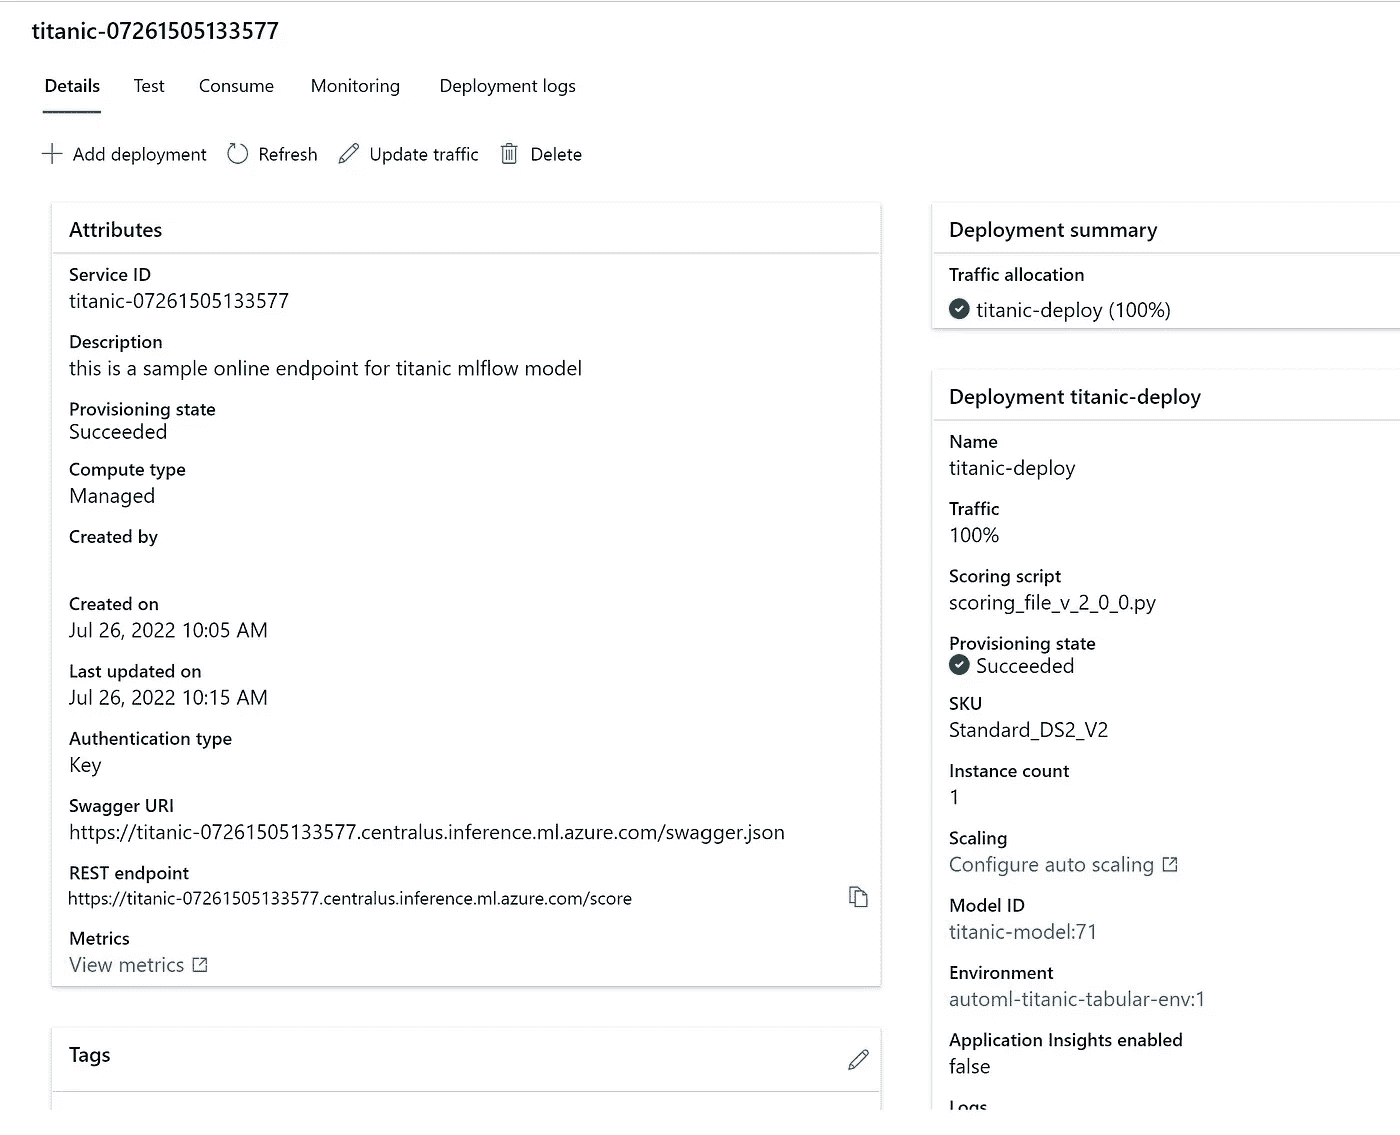 titanic-07261505133577
Details Test Consume Monitoring Deployment logs
Add deployment Refresh Update traffic Delete
Attributes
Service ID
titanic-07261505133577
Description
this is a sample online endpoint for titanic mlflow model
Provisioning state
Succeeded
Compute type
Managed
Created by
Created on
Jul 26, 2022 10:05 AM
Last updated on
Jul 26, 2022 10:15 AM
Authentication type
Key
Swagger URI
https://titanic-07261505133577.centralus.inference.ml.azure.com/swagger.json
REST endpoint
https://titanic-07261505133577.centralus.inference.ml.azure.com/score
Metrics
View metrics
Tags
Deployment summary
Traffic allocation
titanic-deploy (100%)
Deployment titanic-deploy
Name
titanic-deploy
Traffic
100%
Scoring script
scoring_file_v_2_0_0.py
Provisioning state
Succeeded
SKU
Standard_DS2_V2
Instance count
1
Scaling
Configure auto scaling
Model ID
titanic-model:71
Environment
automl-titanic-tabular-env:1
Application Insights enabled
false
Logs